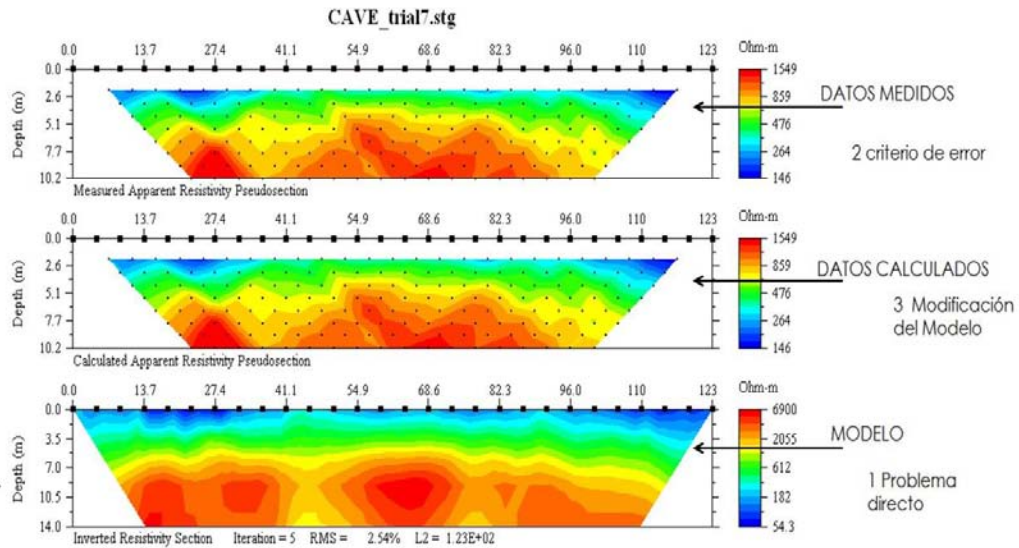 CAVE_trial7.stg
0.0 13.7 27.4 41.1 54.9 68.6 82.3 96.0 110 123 Ohm-m
0.0
2.6
5.1
7.7
10.2
Depth (m)
1549
859
476
264
146
DATOS MEDIDOS
2 criterio de error
Measured Apparent Resistivity Pseudosection
0.0 13.7 27.4 41.1 54.9 68.6 82.3 96.0 110 123 Ohm-m
0.0
2.6
5.1
7.7
10.2
Depth (m)
1549
859
476
264
146
DATOS CALCULADOS
3 Modificación
del Modelo
Calculated Apparent Resistivity Pseudosection
0.0 13.7 27.4 41.1 54.9 68.6 82.3 96.0 110 123 Ohm-m
0.0
3.5
7.0
10.5
14.0
Depth (m)
6900
2055
612
182
54.3
MODELO
1 Problema
directo
Inverted Resistivity Section Iteration = 5 RMS = 2.54% L2 = 1.23E+02